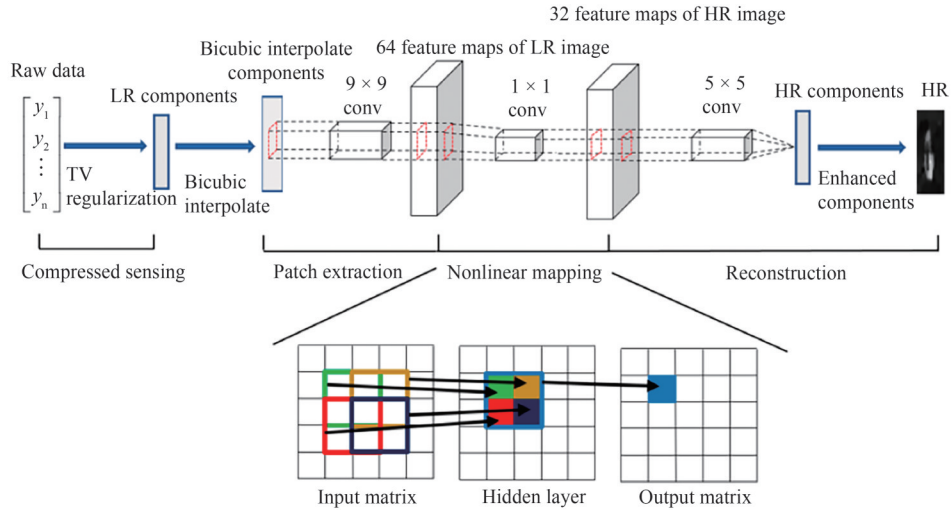 32 feature maps of HR image
Bicubic interpolate
components
64 feature maps of LR image
Raw data
LR components
9 × 9
conv
1 × 1
conv
5 × 5
conv
HR components
HR
y1
y2
⋮
yn
TV
regularization
Bicubic
interpolate
Enhanced
components
Compressed sensing
Patch extraction
Nonlinear mapping
Reconstruction
Input matrix
Hidden layer
Output matrix